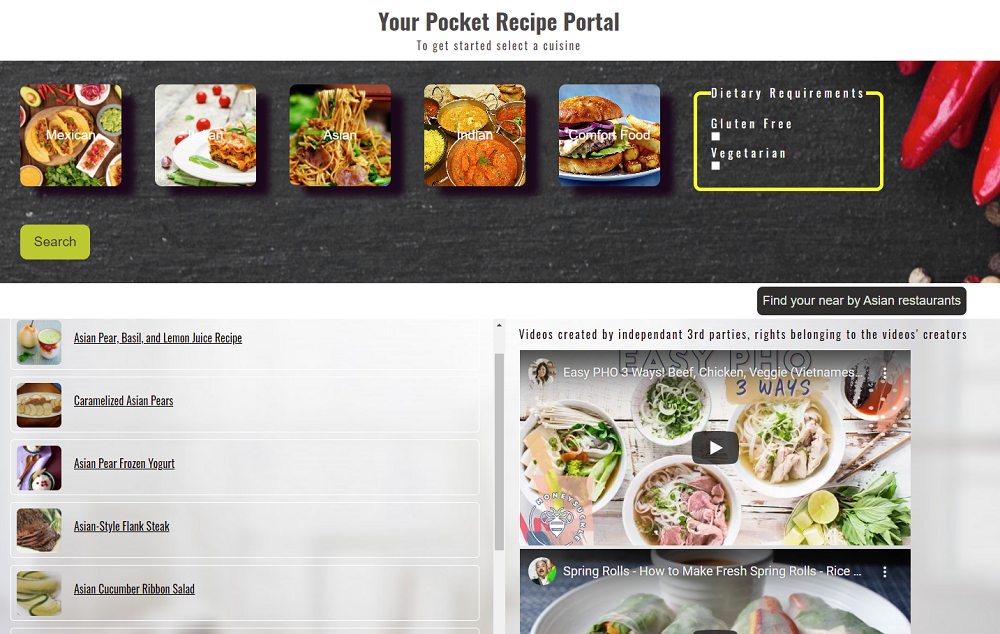 Your Pocket Recipe Portal
To get started select a cuisine
Mexican
Italian
Asian
Indian
Comfort Food
Dietary Requirements
Gluten Free
Vegetarian
Search
Find your near by Asian restaurants
Asian Pear, Basil, and Lemon Juice Recipe
Caramelized Asian Pears
Asian Pear Frozen Yogurt
Asian-Style Flank Steak
Asian Cucumber Ribbon Salad
Videos created by independant 3rd parties, rights belonging to the videos' creators
EASY PHO
Easy PHO 3 Ways! Beef, Chicken, Veggie (Vietnames...
3 WAYS
HONEYSUCKLE
Spring Rolls - How to Make Fresh Spring Rolls - Rice ...